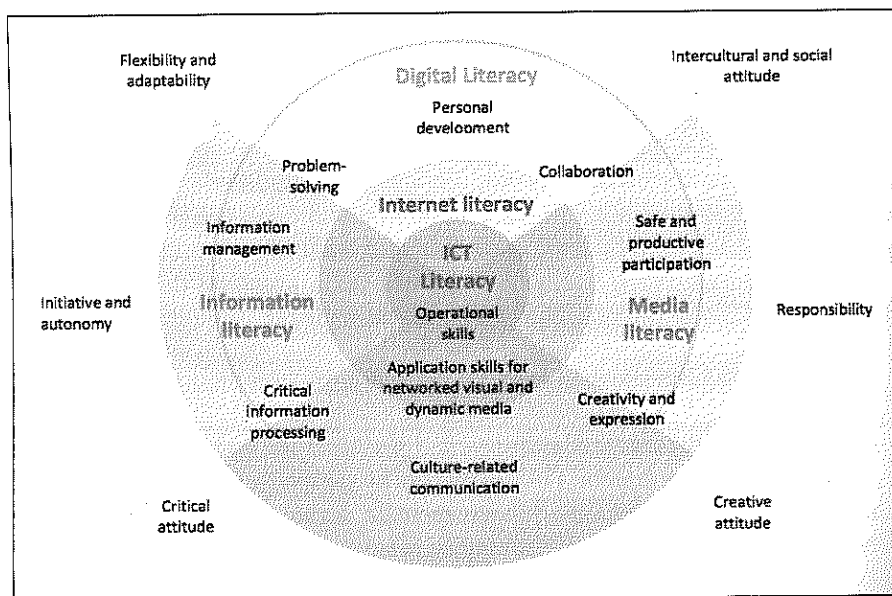 Flexibility and
adaptability
Intercultural and social
attitude
Digital Literacy
Personal
development
Problem-
solving
Collaboration
Internet literacy
Information
management
Safe and
productive
participation
ICT
Literacy
Initiative and
autonomy
Information
literacy
Operational
skills
Media
literacy
Responsibility
Application skills for
networked visual and
dynamic media
Critical
information
processing
Creativity and
expression
Culture-related
communication
Critical
attitude
Creative
attitude